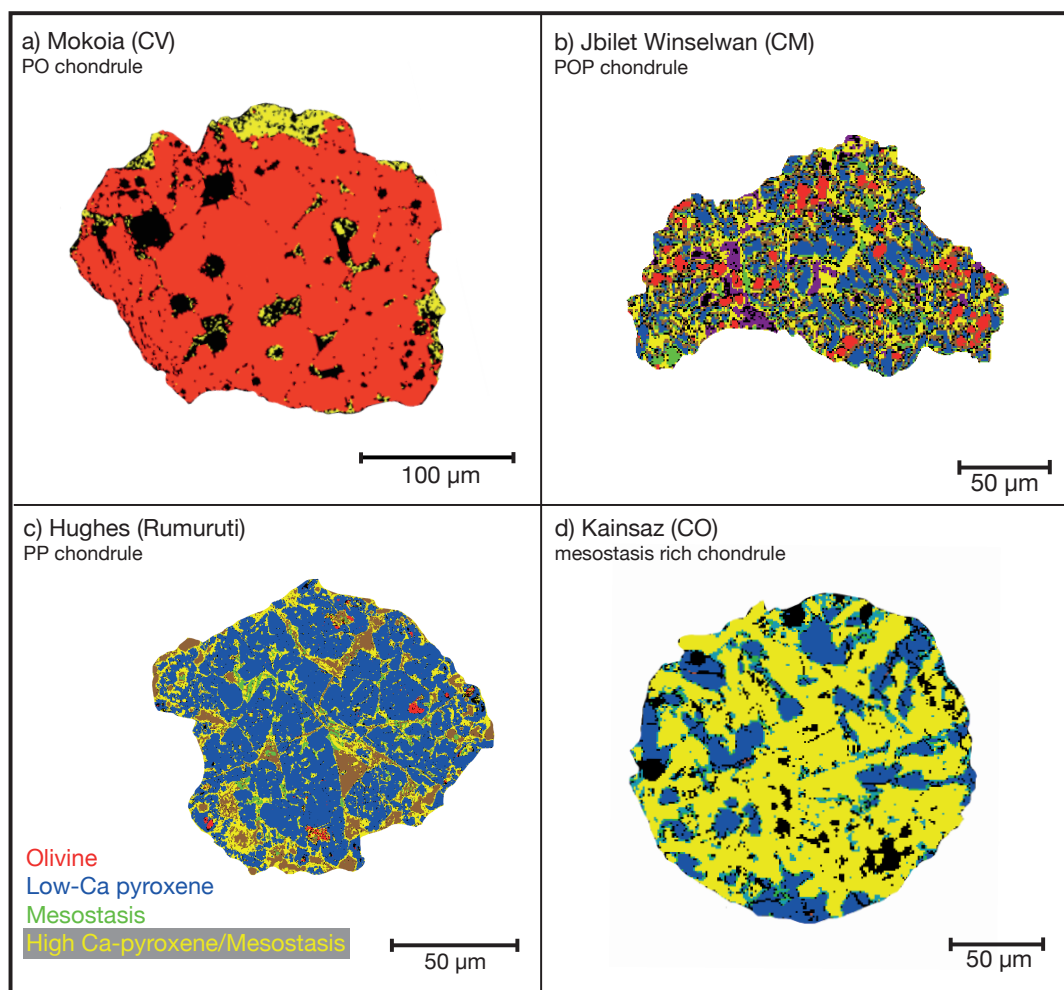 a) Mokoia (CV)
PO chondrule
100 µm
b) Jbilet Winselwan (CM)
POP chondrule
50 µm
c) Hughes (Rumuruti)
PP chondrule
Olivine
Low-Ca pyroxene
Mesostasis
High Ca-pyroxene/Mesostasis
50 µm
d) Kainsaz (CO)
mesostasis rich chondrule
50 µm